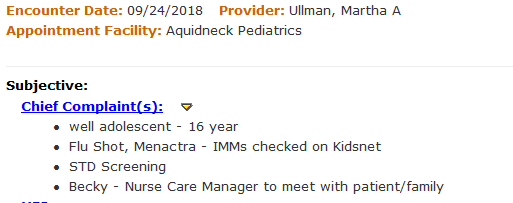 Encounter Date: 09/24/2018 Provider: Ullman, Martha A
Appointment Facility: Aquidneck Pediatrics
Subjective:
Chief Complaint(s):
• well adolescent - 16 year
• Flu Shot, Menactra - IMMs checked on Kidsnet
• STD Screening
• Becky - Nurse Care Manager to meet with patient/family